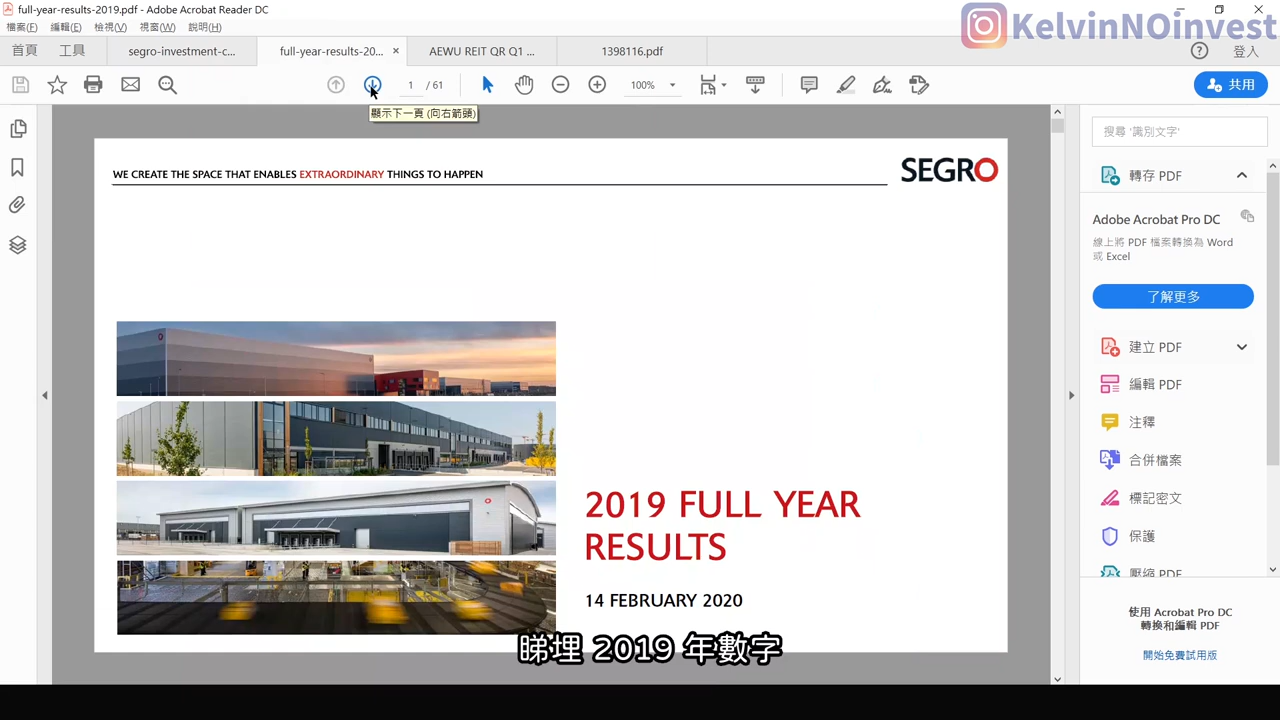 full-year-results-2019.pdf - Adobe Acrobat Reader DC
檔案(F) 編輯(E) 檢視(V) 視窗(W) 說明(H)
KelvinNOinvest
首頁 工具 segro-investment-c... full-year-results-20... × AEWU REIT QR Q1 ... 1398116.pdf 登入
1 / 61 100% 共用
顯示下一頁 (向右箭頭)
WE CREATE THE SPACE THAT ENABLES EXTRAORDINARY THINGS TO HAPPEN
SEGRO
2019 FULL YEAR
RESULTS
14 FEBRUARY 2020
睇埋 2019 年數字
搜尋 '識別文字'
轉存 PDF
Adobe Acrobat Pro DC
線上將 PDF 檔案轉換為 Word
或 Excel
了解更多
建立 PDF
編輯 PDF
注釋
合併檔案
標記密文
保護
壓縮 PDF
使用 Acrobat Pro DC
轉換和編輯 PDF
開始免費試用版